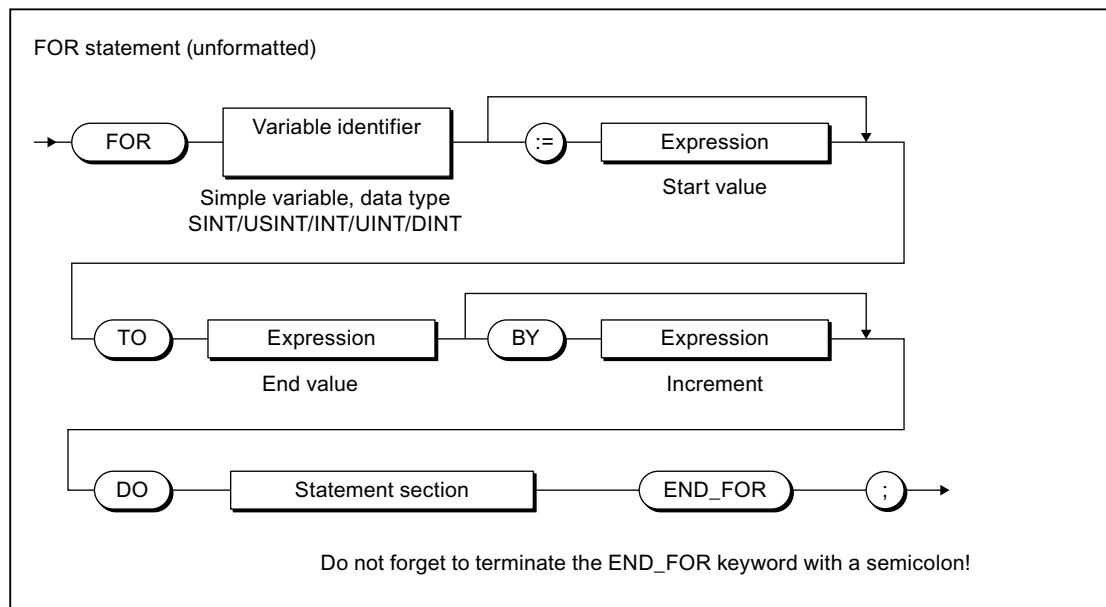 FOR statement (unformatted)
FOR
Variable identifier
:=
Expression
Simple variable, data type
SINT/USINT/INT/UINT/DINT
Start value
TO
Expression
BY
Expression
End value
Increment
DO
Statement section
END_FOR
;
Do not forget to terminate the END_FOR keyword with a semicolon!